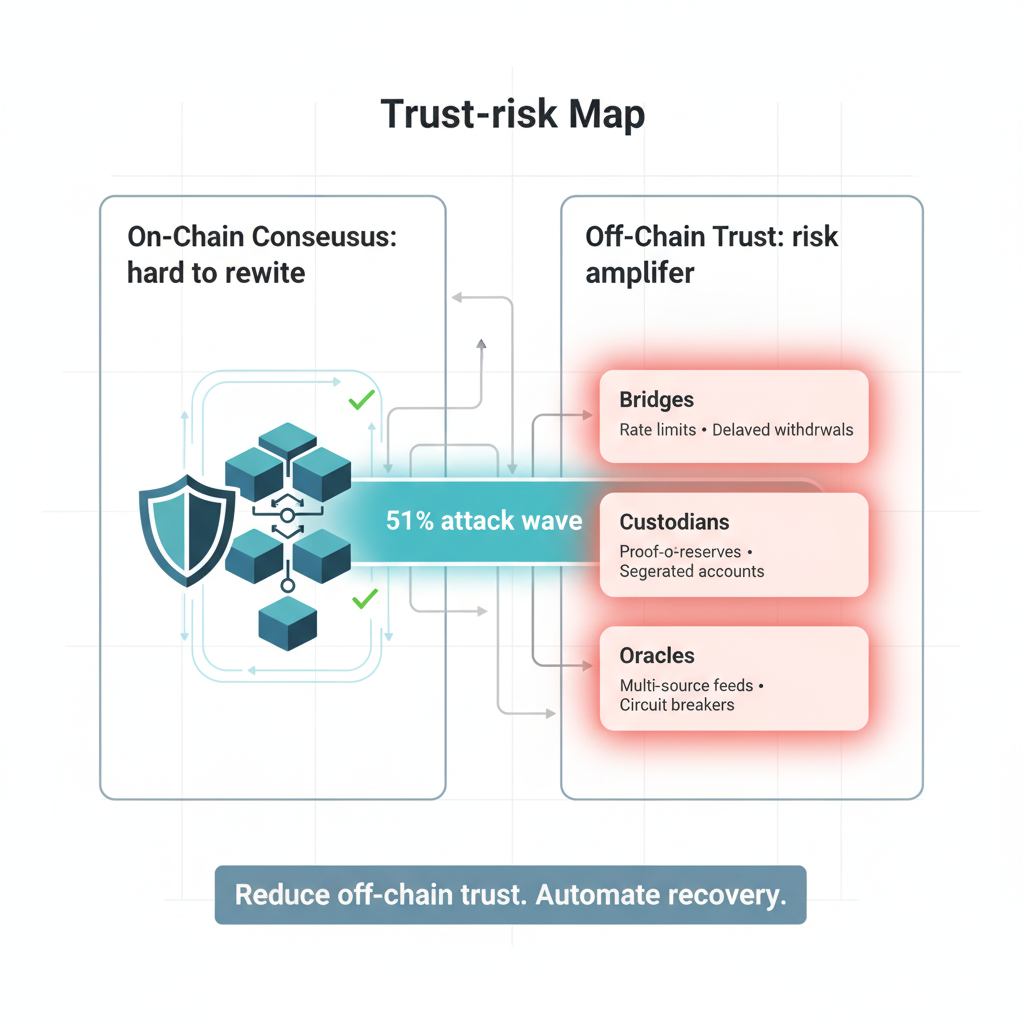 Trust-risk Map
On-Chain Conseusus:
hard to rewite
Off-Chain Trust: risk
amplifer
Bridges
Rate limits • Delaved withdrwals
51% attack wave
Custodians
Proof-o-reserves •
Segerated accounts
Oracles
Multi-source feeds •
Circuit breakers
Reduce off-chain trust. Automate recovery.